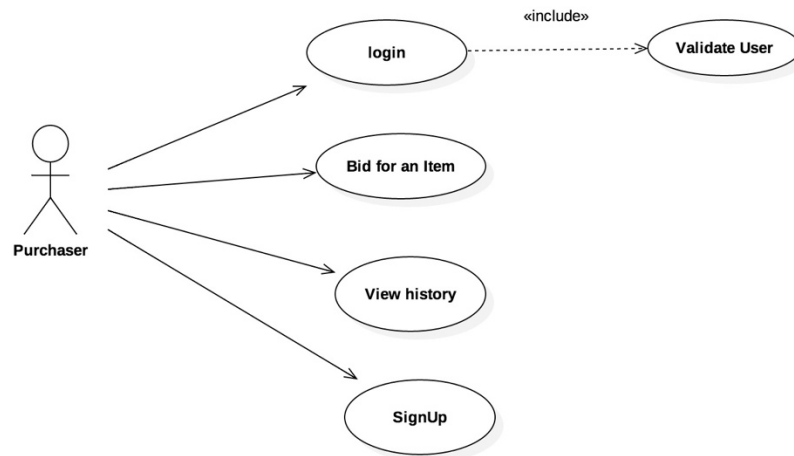 «include»
login
Validate User
Bid for an Item
Purchaser
View history
SignUp